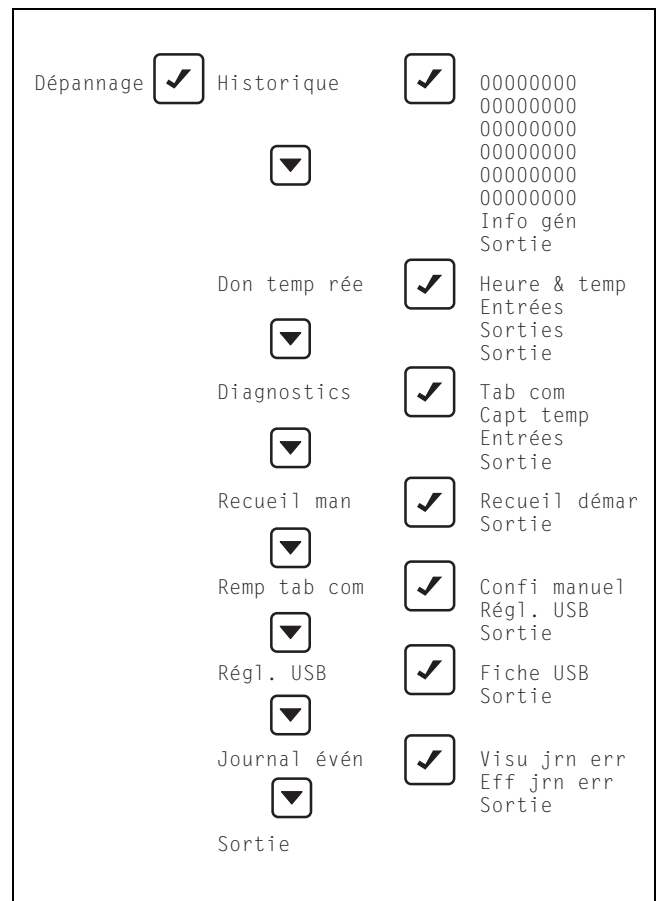 Dépannage Historique 00000000
00000000
00000000
00000000
00000000
00000000
Info gén
Sortie
Don temp rée Heure & temp
Entrées
Sorties
Sortie
Diagnostics Tab com
Capt temp
Entrées
Sortie
Recueil man Recueil démar
Sortie
Remp tab com Confi manuel
Régl. USB
Sortie
Régl. USB Fiche USB
Sortie
Journal évén Visu jrn err
Eff jrn err
Sortie
Sortie